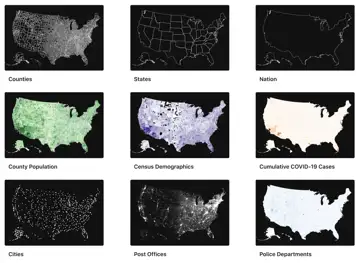 Counties
States
Nation
County Population
Census Demographics
Cumulative COVID-19 Cases
Cities
Post Offices
Police Departments